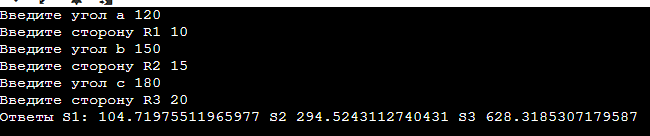 Введите угол a 120
Введите сторону R1 10
Введите угол b 150
Введите сторону R2 15
Введите угол c 180
Введите сторону R3 20
Ответы S1: 104.71975511965977 S2 294.5243112740431 S3 628.3185307179587